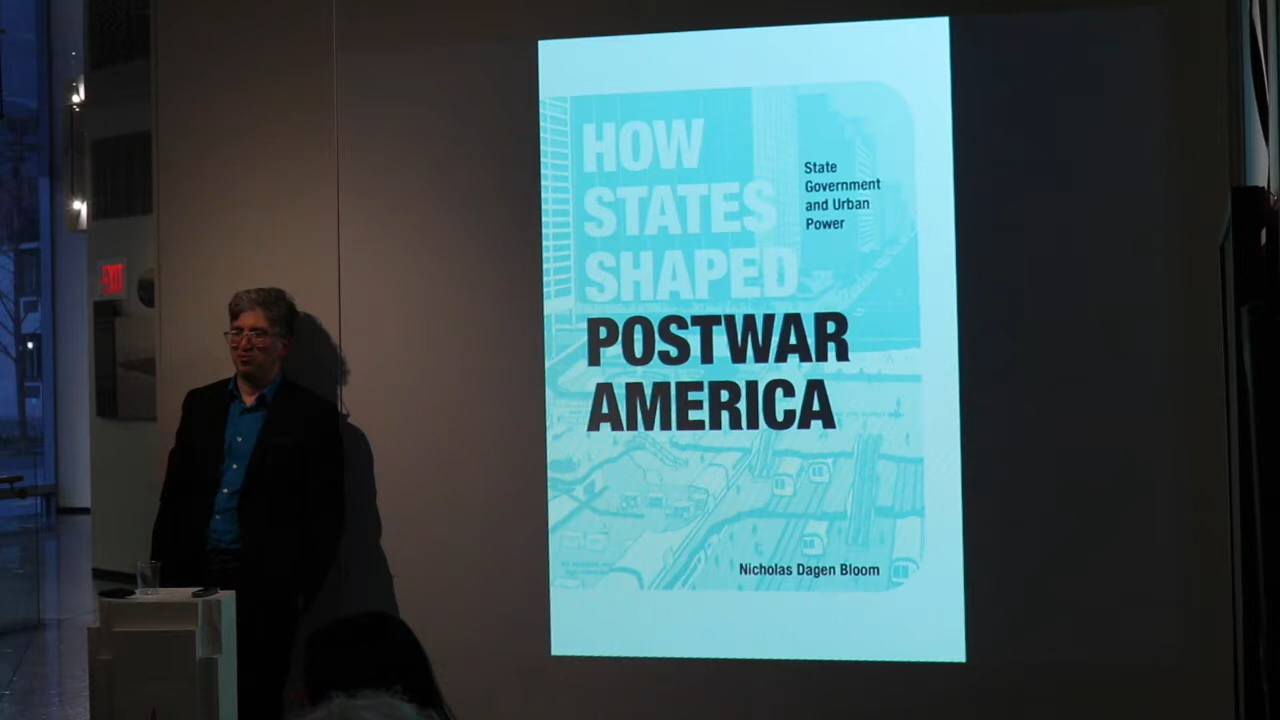 EXIT
HOW
STATES
SHAPED
POSTWAR
AMERICA
State
Government
and Urban
Power
Nicholas Dagen Bloom